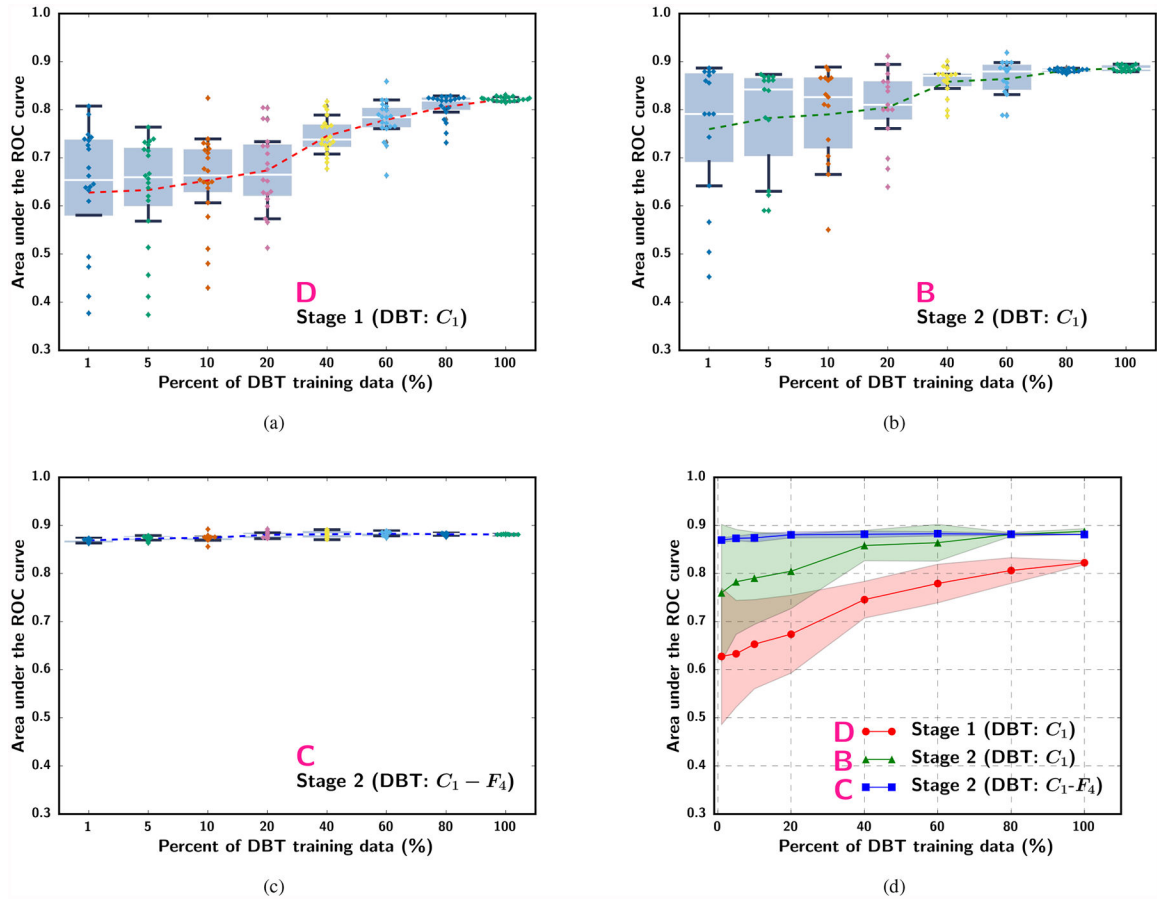 1.0
0.9
0.8
0.7
0.6
0.5
0.4
0.3
Area under the ROC curve
D
Stage 1 (DBT: C₁)
1 5 10 20 40 60 80 100
Percent of DBT training data (%)
(a)
1.0
0.9
0.8
0.7
0.6
0.5
0.4
0.3
Area under the ROC curve
B
Stage 2 (DBT: C₁)
1 5 10 20 40 60 80 100
Percent of DBT training data (%)
(b)
1.0
0.9
0.8
0.7
0.6
0.5
0.4
0.3
Area under the ROC curve
C
Stage 2 (DBT: C₁ − F₄)
1 5 10 20 40 60 80 100
Percent of DBT training data (%)
(c)
1.0
0.9
0.8
0.7
0.6
0.5
0.4
0.3
Area under the ROC curve
D Stage 1 (DBT: C₁)
B Stage 2 (DBT: C₁)
C Stage 2 (DBT: C₁-F₄)
0 20 40 60 80 100
Percent of DBT training data (%)
(d)